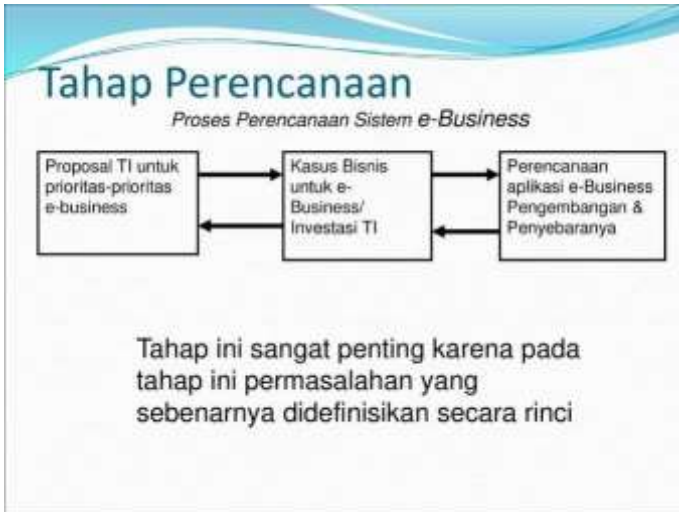 Tahap Perencanaan
Proses Perencanaan Sistem e-Business
Proposal TI untuk
prioritas-prioritas
e-business
Kasus Bisnis
untuk e-
Business/
Investasi TI
Perencanaan
aplikasi e-Business
Pengembangan &
Penyebaranya
Tahap ini sangat penting karena pada
tahap ini permasalahan yang
sebenarnya didefinisikan secara rinci